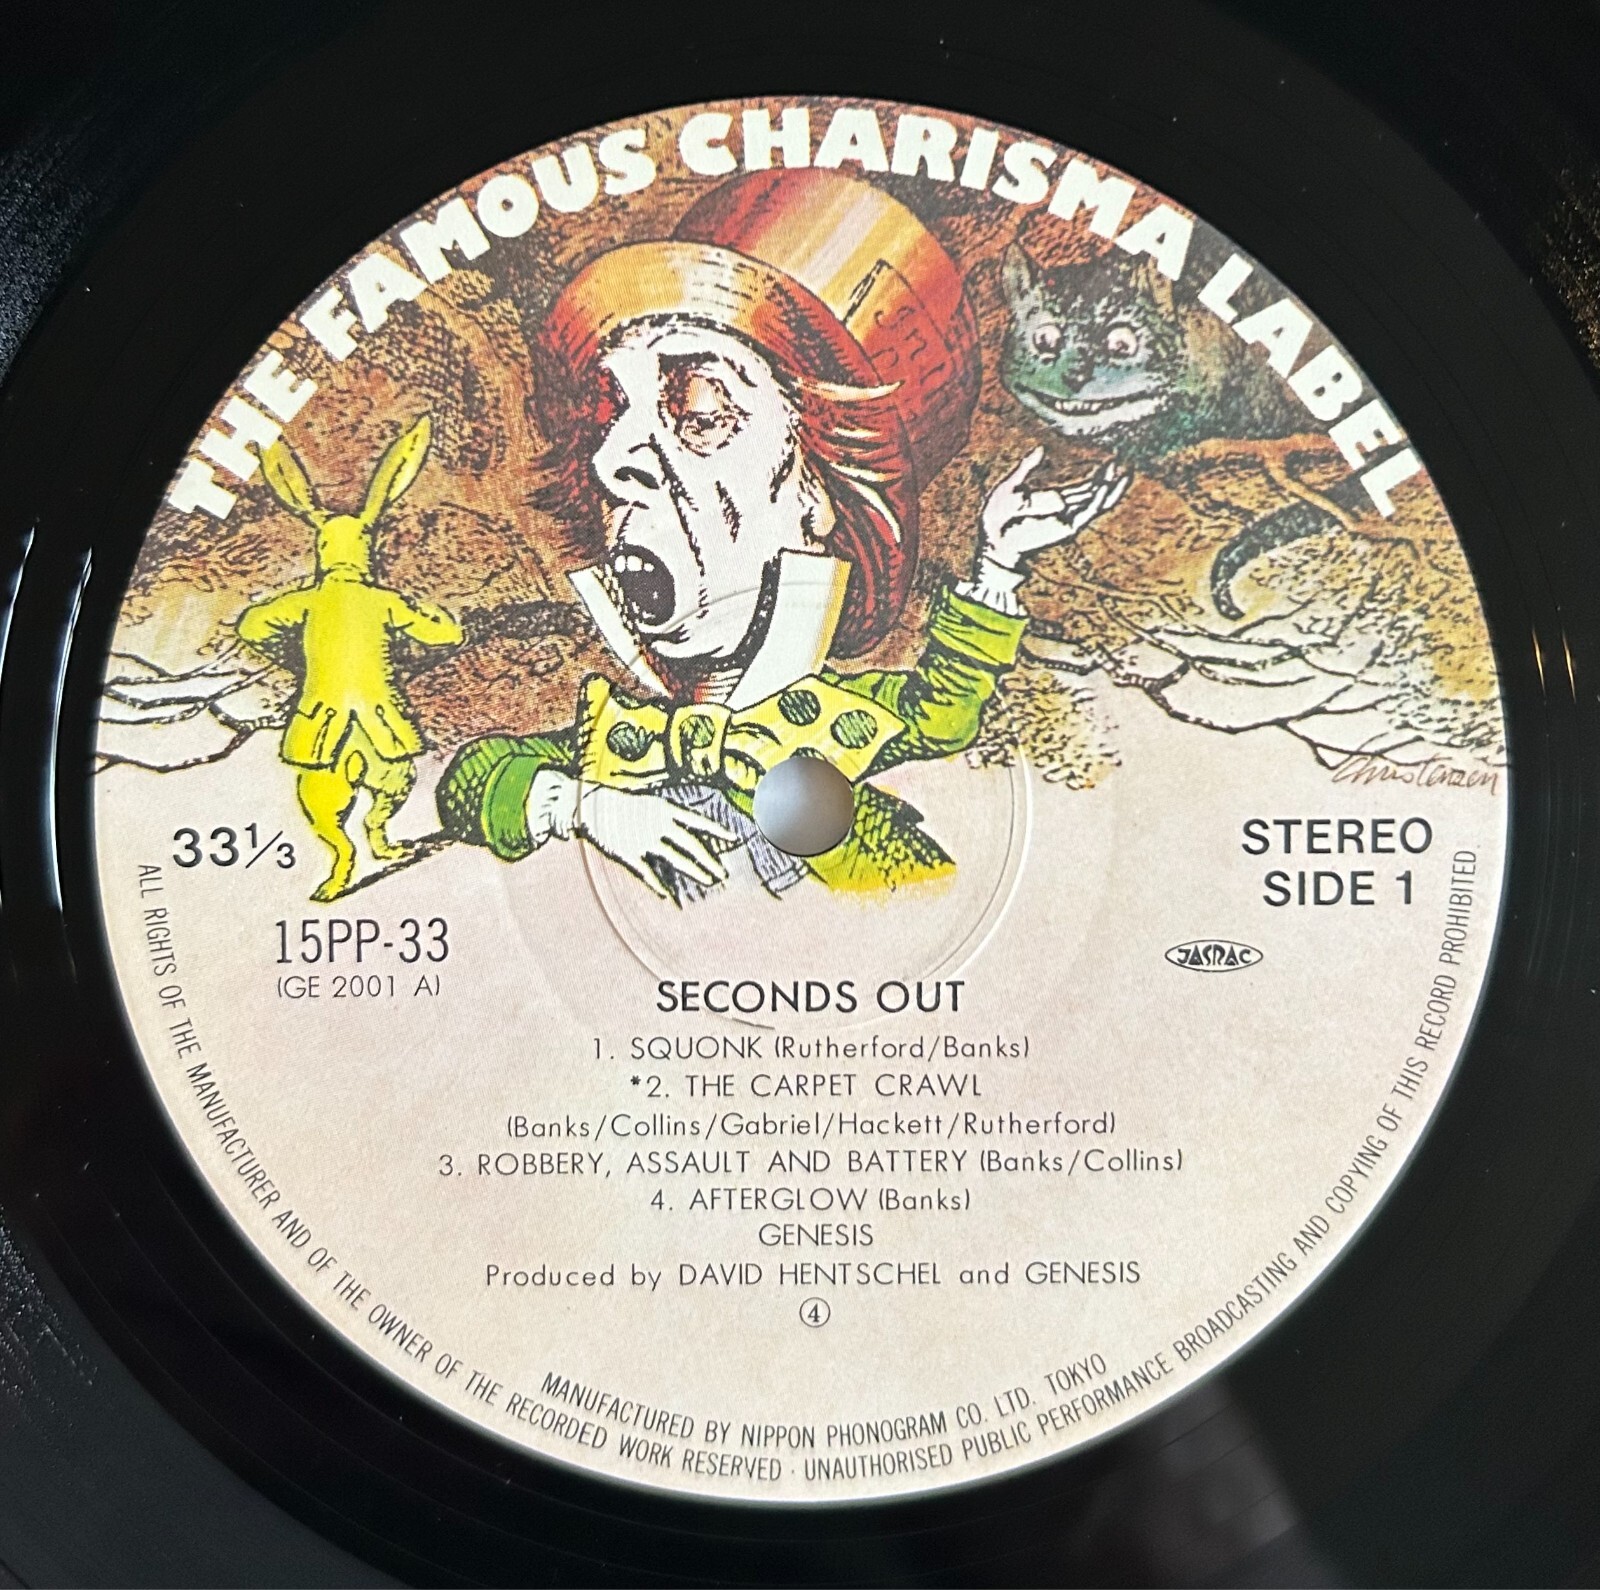 THE FAMOUS CHARISMA LABEL
Christensen
33⅓
STEREO
SIDE 1
15PP-33
(GE 2001 A)
JASRAC
SECONDS OUT
1. SQUONK (Rutherford/Banks)
*2. THE CARPET CRAWL
(Banks/Collins/Gabriel/Hackett/Rutherford)
3. ROBBERY, ASSAULT AND BATTERY (Banks/Collins)
4. AFTERGLOW (Banks)
GENESIS
Produced by DAVID HENTSCHEL and GENESIS
④
MANUFACTURED BY NIPPON PHONOGRAM CO. LTD. TOKYO
ALL RIGHTS OF THE MANUFACTURER AND OF THE OWNER OF THE RECORDED WORK RESERVED · UNAUTHORISED PUBLIC PERFORMANCE BROADCASTING AND COPYING OF THIS RECORD PROHIBITED.